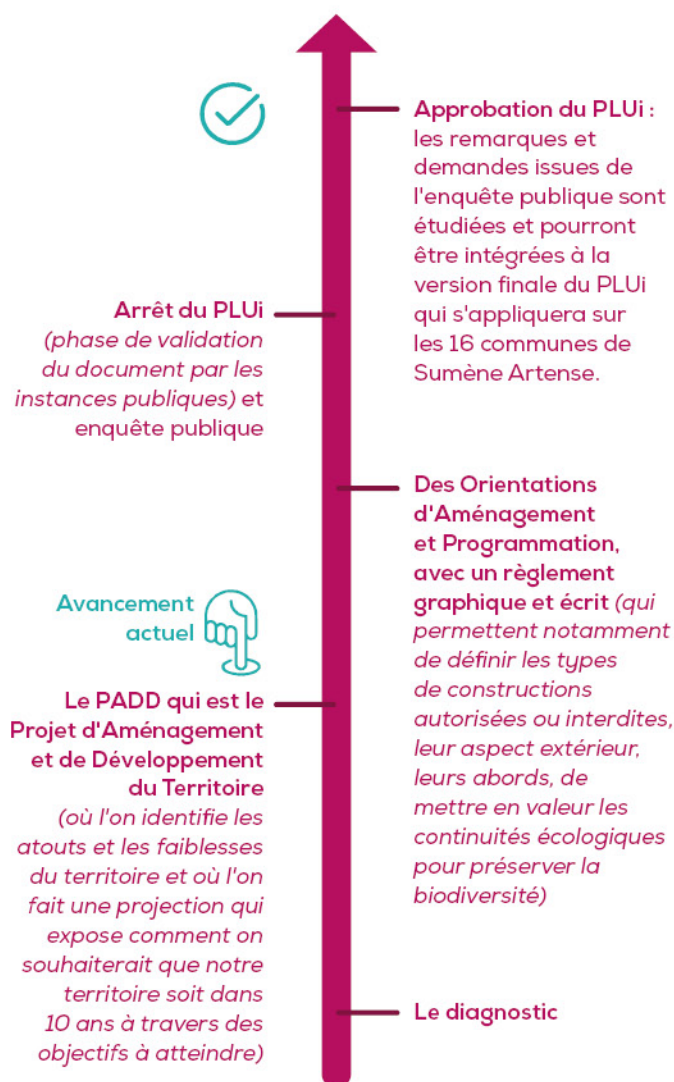 Approbation du PLUi :
les remarques et
demandes issues de
l'enquête publique sont
étudiées et pourront
être intégrées à la
version finale du PLUi
qui s'appliquera sur
les 16 communes de
Sumène Artense.
Arrêt du PLUi
(phase de validation
du document par les
instances publiques) et
enquête publique
Des Orientations
d'Aménagement
et Programmation,
avec un règlement
graphique et écrit (qui
permettent notamment
de définir les types
de constructions
autorisées ou interdites,
leur aspect extérieur,
leurs abords, de
mettre en valeur les
continuités écologiques
pour préserver la
biodiversité)
Avancement
actuel
Le PADD qui est le
Projet d'Aménagement
et de Développement
du Territoire
(où l'on identifie les
atouts et les faiblesses
du territoire et où l'on
fait une projection qui
expose comment on
souhaiterait que notre
territoire soit dans
10 ans à travers des
objectifs à atteindre)
Le diagnostic